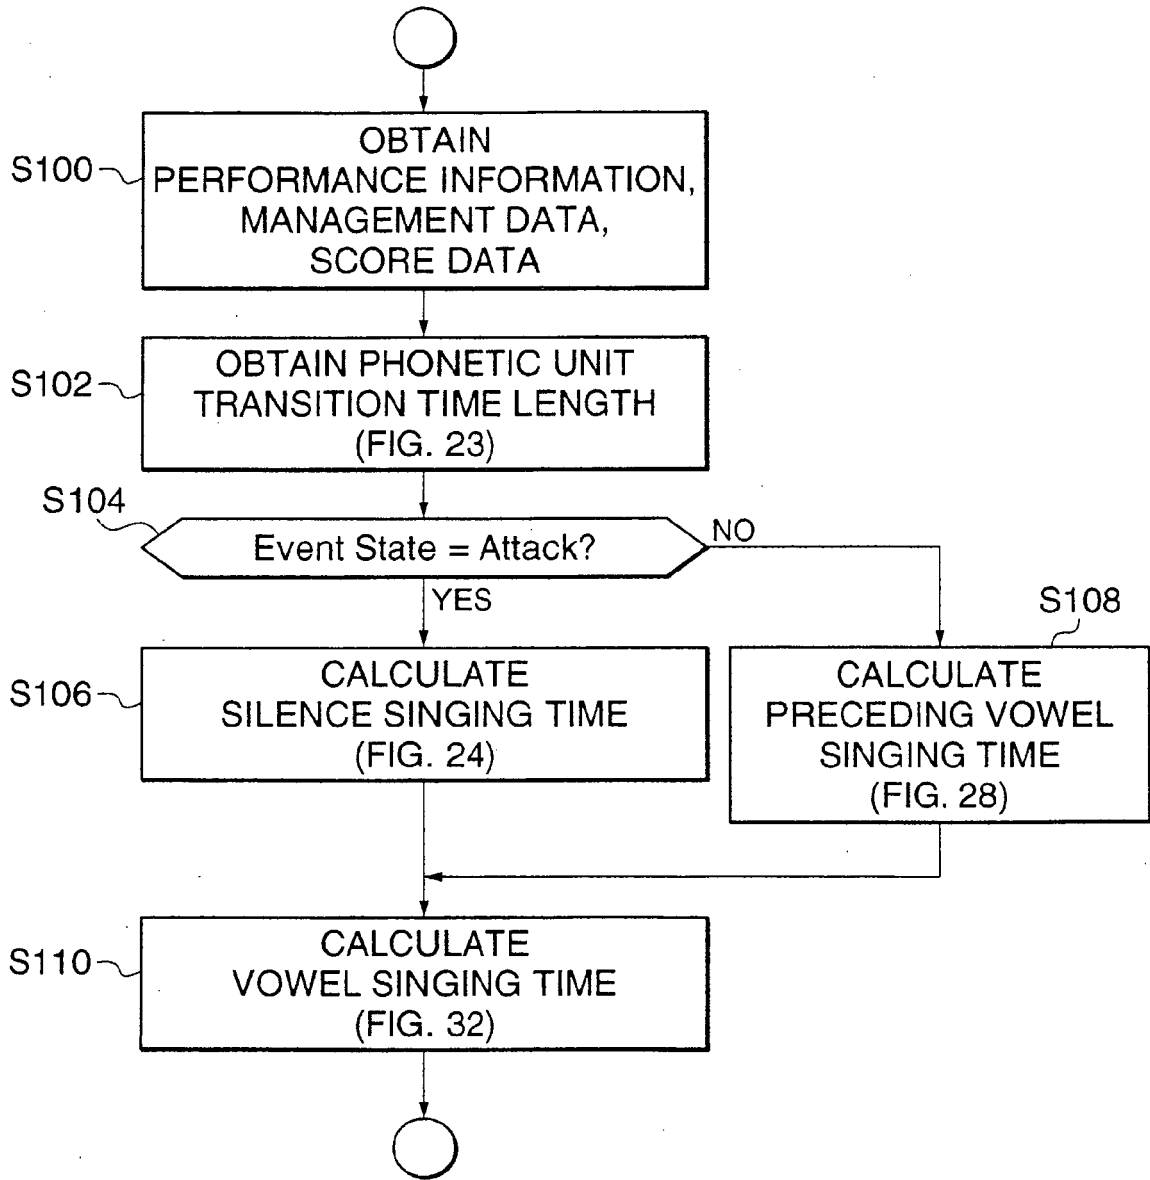 S100
OBTAIN
PERFORMANCE INFORMATION,
MANAGEMENT DATA,
SCORE DATA
S102
OBTAIN PHONETIC UNIT
TRANSITION TIME LENGTH
(FIG. 23)
S104
Event State = Attack?
NO
YES
S106
CALCULATE
SILENCE SINGING TIME
(FIG. 24)
S108
CALCULATE
PRECEDING VOWEL
SINGING TIME
(FIG. 28)
S110
CALCULATE
VOWEL SINGING TIME
(FIG. 32)